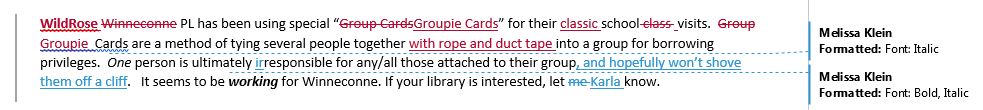 WildRose Winneconne PL has been using special “Group CardsGroupie Cards” for their classic school class visits. Group
Groupie Cards are a method of tying several people together with rope and duct tape into a group for borrowing
privileges. One person is ultimately irresponsible for any/all those attached to their group, and hopefully won’t shove
them off a cliff. It seems to be working for Winneconne. If your library is interested, let me Karla know.
Melissa Klein
Formatted: Font: Italic
Melissa Klein
Formatted: Font: Bold, Italic